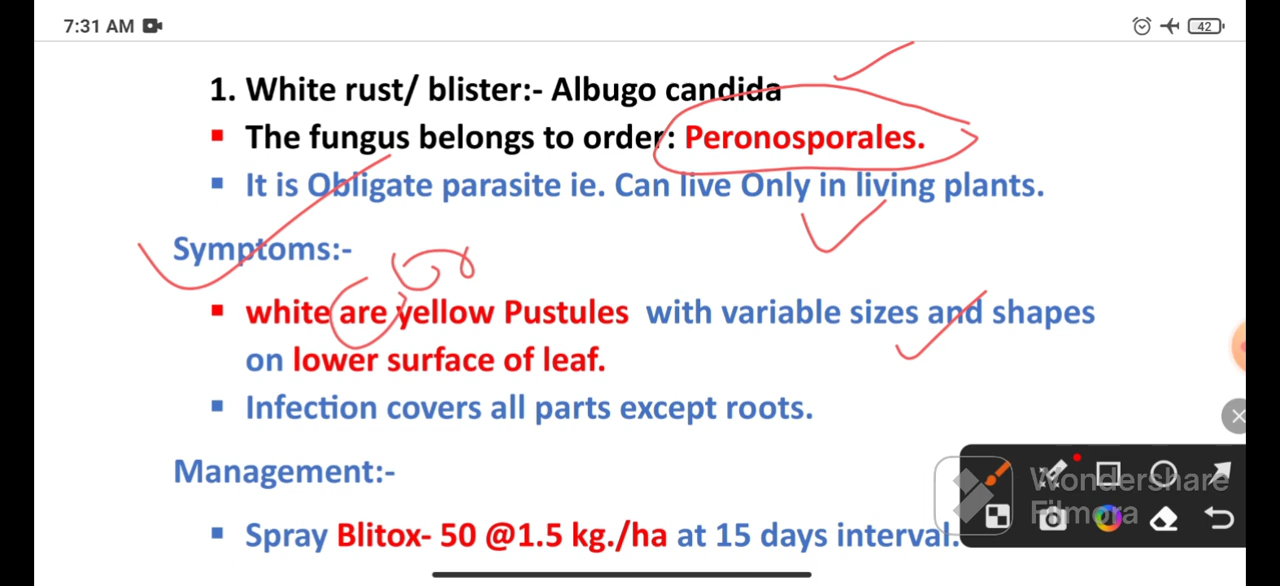 7:31 AM
42
1. White rust/ blister:- Albugo candida
▪ The fungus belongs to order: Peronosporales.
▪ It is Obligate parasite ie. Can live Only in living plants.
Symptoms:-
or
▪ white are yellow Pustules with variable sizes and shapes
on lower surface of leaf.
▪ Infection covers all parts except roots.
Management:-
▪ Spray Blitox- 50 @1.5 kg./ha at 15 days interval.
Wondershare
Filmora